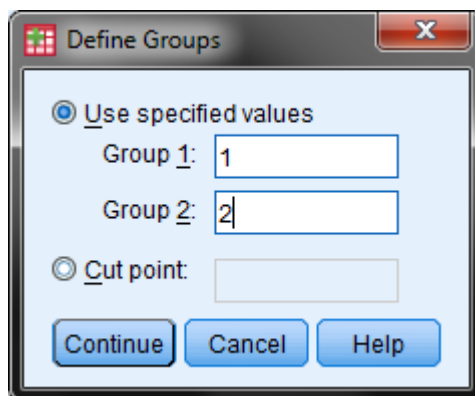 Define Groups
Use specified values
Group 1: 1
Group 2: 2
Cut point:
Continue Cancel Help